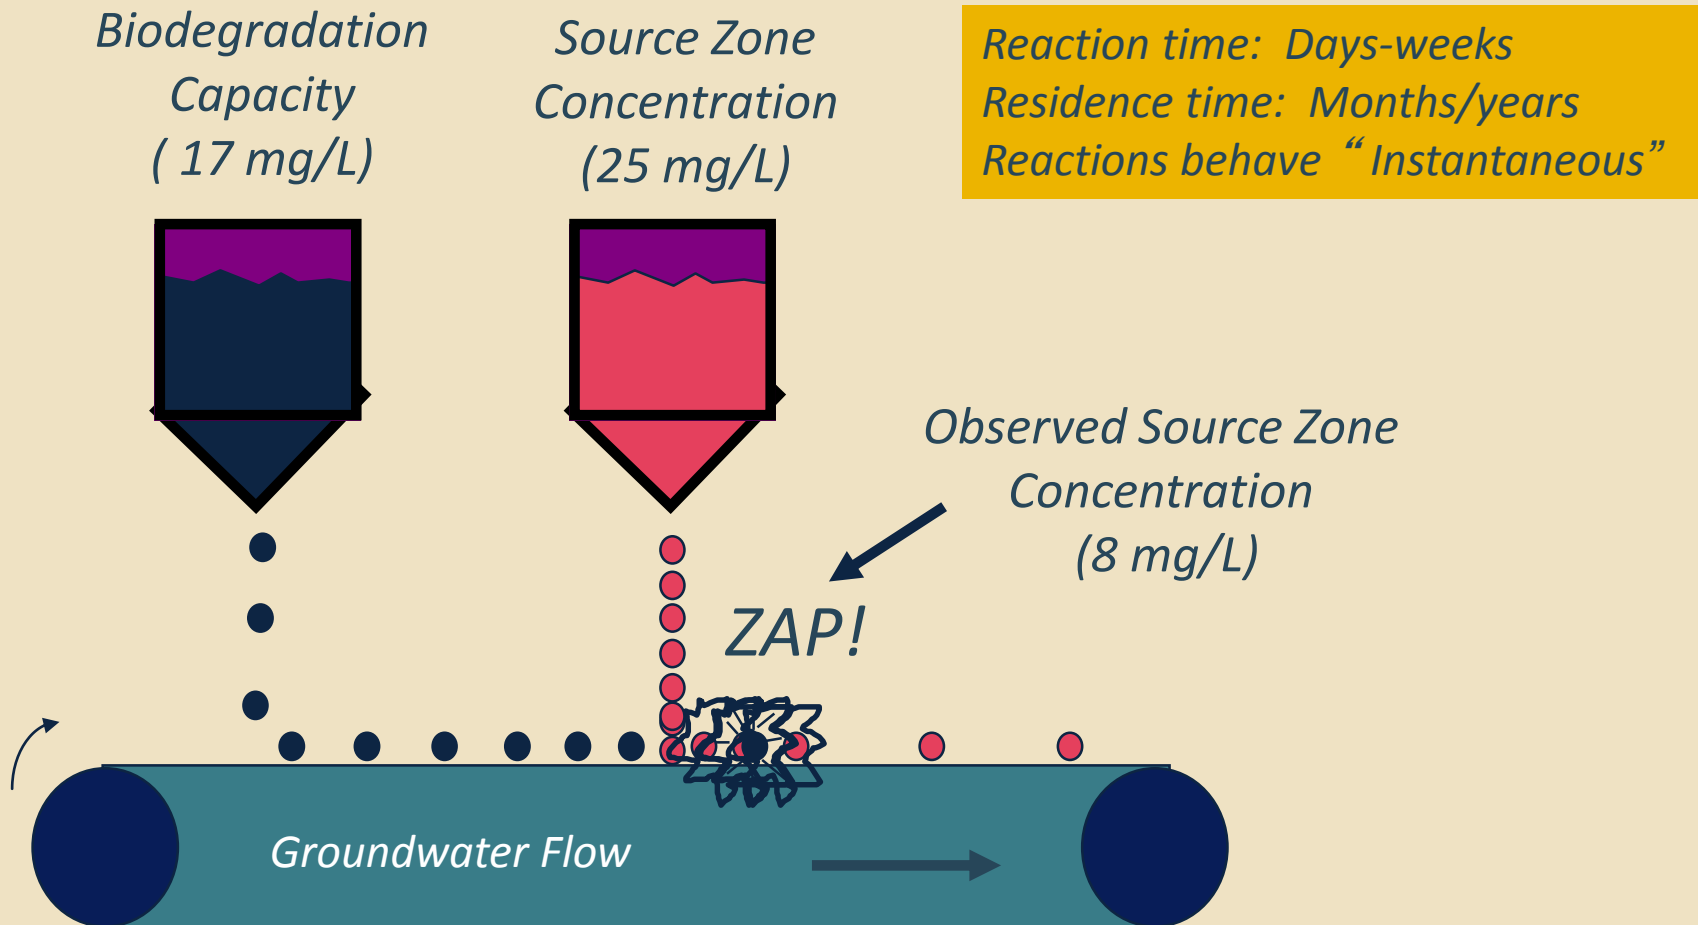 Biodegradation
Capacity
( 17 mg/L)
Source Zone
Concentration
(25 mg/L)
Reaction time:  Days-weeks
Residence time:  Months/years
Reactions behave “ Instantaneous”
Observed Source Zone
Concentration
(8 mg/L)
ZAP!
Groundwater Flow